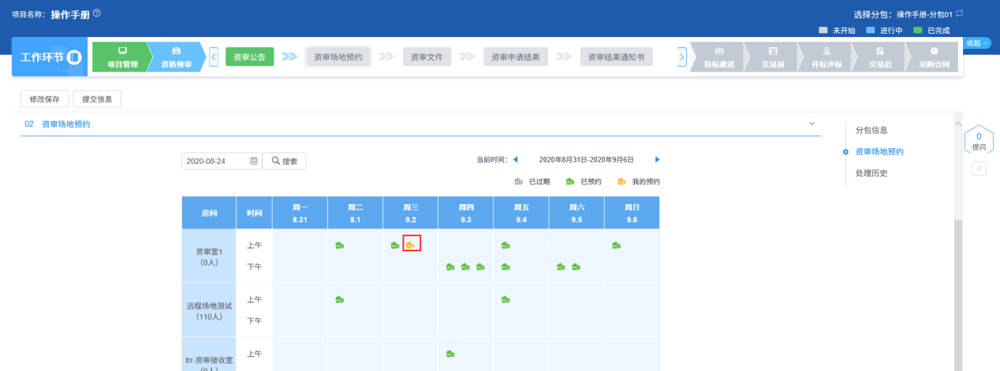 项目名称: 操作手册
选择分包: 操作手册-分包01
未开始 进行中 已完成
收起
工作环节
项目管理
资格预审
资审公告
资审场地预约
资审文件
资审申请结果
资审结果通知书
投标邀请
交易前
开标评标
交易后
采购合同
修改保存 提交信息
02 资审场地预约
分包信息
资审场地预约
处理历史
0
提问
2020-08-24 搜索
当前时间: 2020年8月31日-2020年9月6日
已过期 已预约 我的预约
房间 时间
周一 8.31
周二 9.1
周三 9.2
周四 9.3
周五 9.4
周六 9.5
周日 9.6
资审室1
(0人)
上午
下午
远程场地测试
(110人)
上午
下午
frr-资审接收室
(0人)
上午